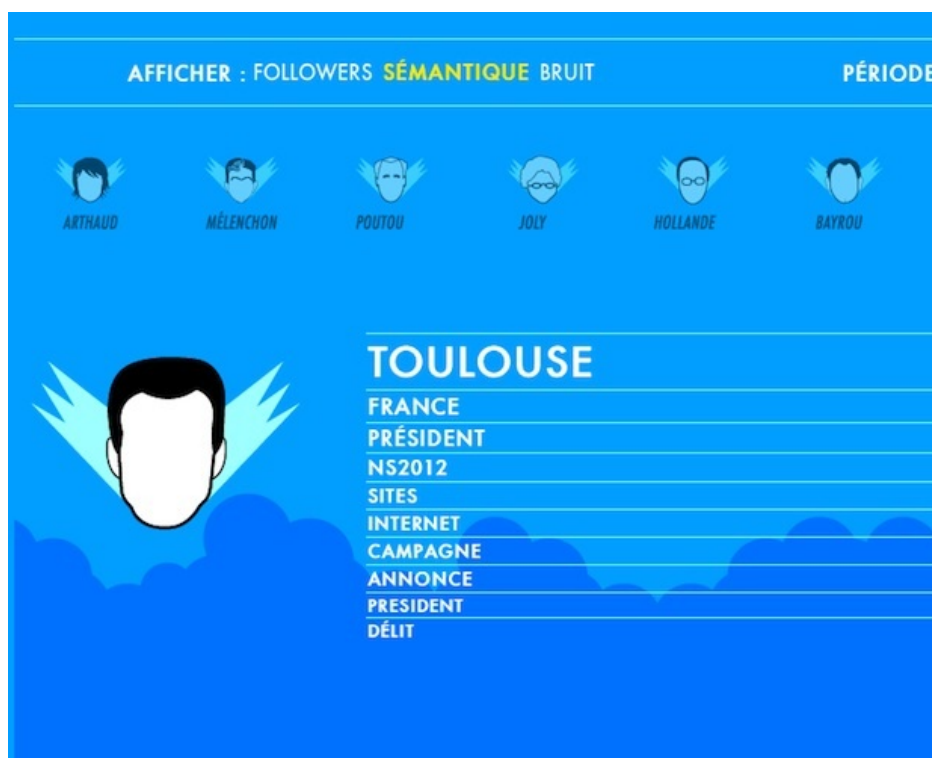 AFFICHER : FOLLOWERS SÉMANTIQUE BRUIT PÉRIODE
ARTHAUD MÉLENCHON POUTOU JOLY HOLLANDE BAYROU
TOULOUSE
FRANCE
PRÉSIDENT
NS2012
SITES
INTERNET
CAMPAGNE
ANNONCE
PRESIDENT
DÉLIT